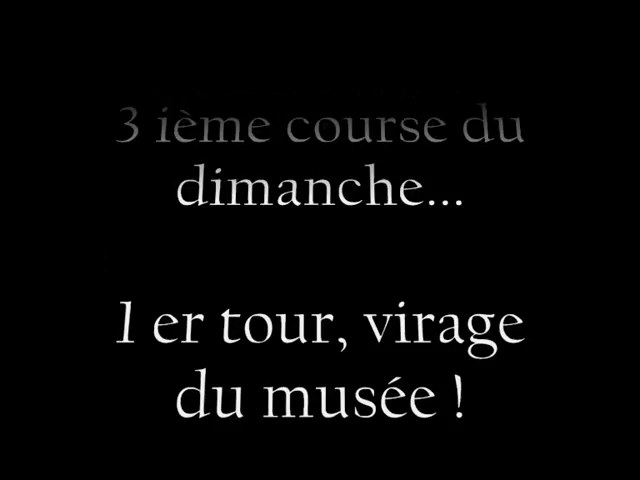 3 ième course du
dimanche...
1 er tour, virage
du musée !